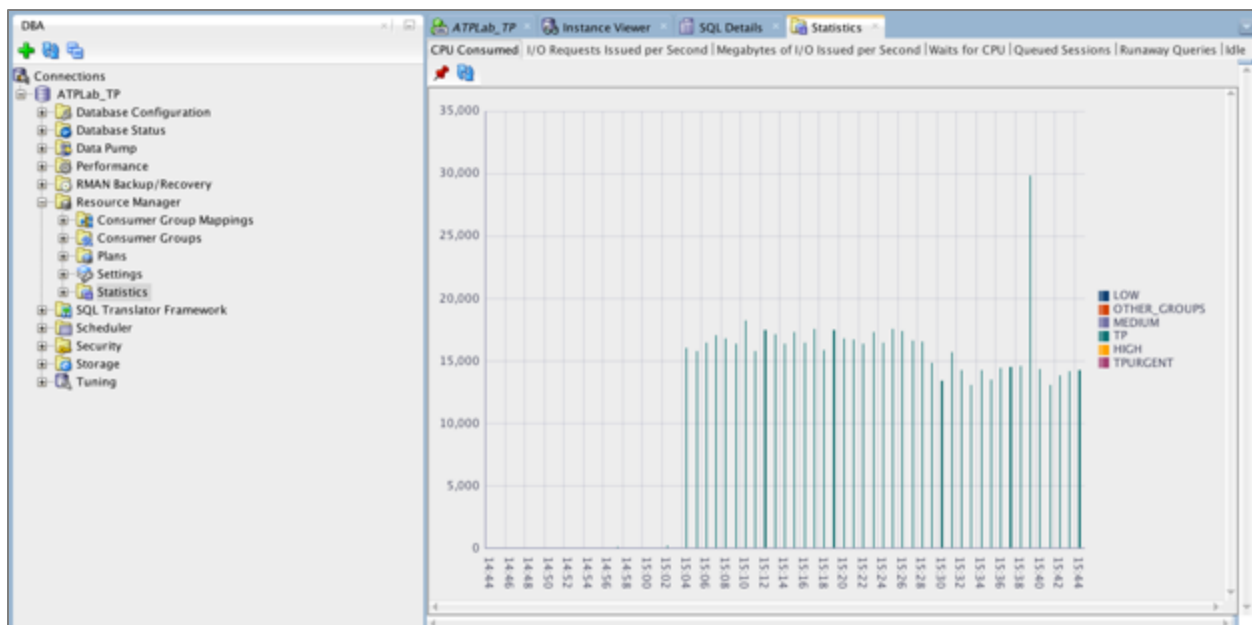 DBA
Connections
ATPLab_TP
Database Configuration
Database Status
Data Pump
Performance
RMAN Backup/Recovery
Resource Manager
Consumer Group Mappings
Consumer Groups
Plans
Settings
Statistics
SQL Translator Framework
Scheduler
Security
Storage
Tuning
ATPLab_TP Instance Viewer SQL Details Statistics
CPU Consumed I/O Requests Issued per Second Megabytes of I/O Issued per Second Waits for CPU Queued Sessions Runaway Queries Idle
35,000
30,000
25,000
20,000
15,000
10,000
5,000
0
14:44 14:46 14:48 14:50 14:52 14:54 14:56 14:58 15:00 15:02 15:04 15:06 15:08 15:10 15:12 15:14 15:16 15:18 15:20 15:22 15:24 15:26 15:28 15:30 15:32 15:34 15:36 15:38 15:40 15:42 15:44
LOW
OTHER_GROUPS
MEDIUM
TP
HIGH
TPURGENT